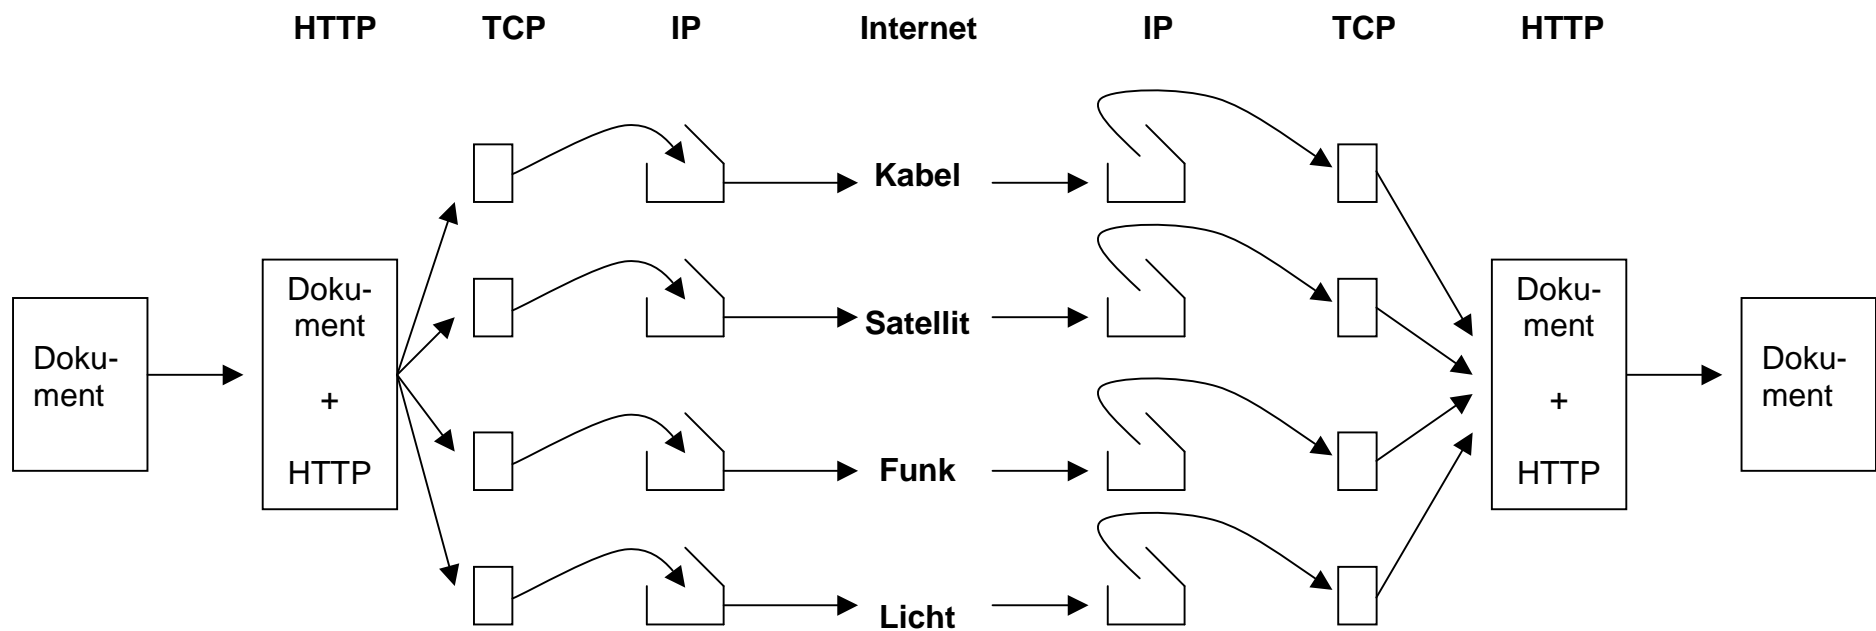 HTTP TCP IP Internet IP TCP HTTP
Kabel
Satellit
Funk
Licht
Doku-
ment
Doku-
ment
+
HTTP
Doku-
ment
+
HTTP
Doku-
ment